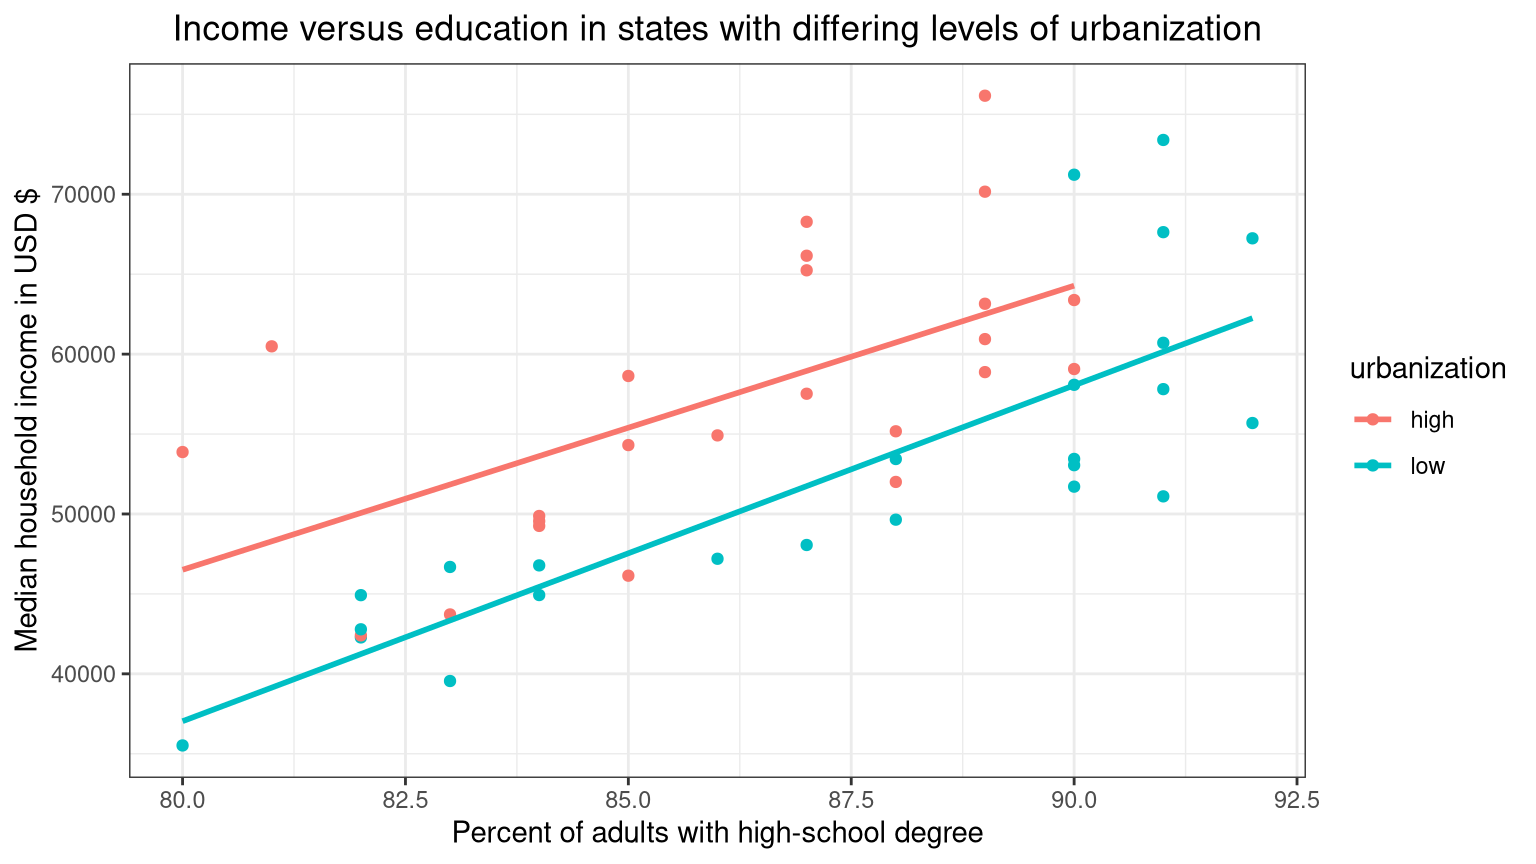 Income versus education in states with differing levels of urbanization
Median household income in USD $
70000
60000
50000
40000
80.0 82.5 85.0 87.5 90.0 92.5
Percent of adults with high-school degree
urbanization
high
low